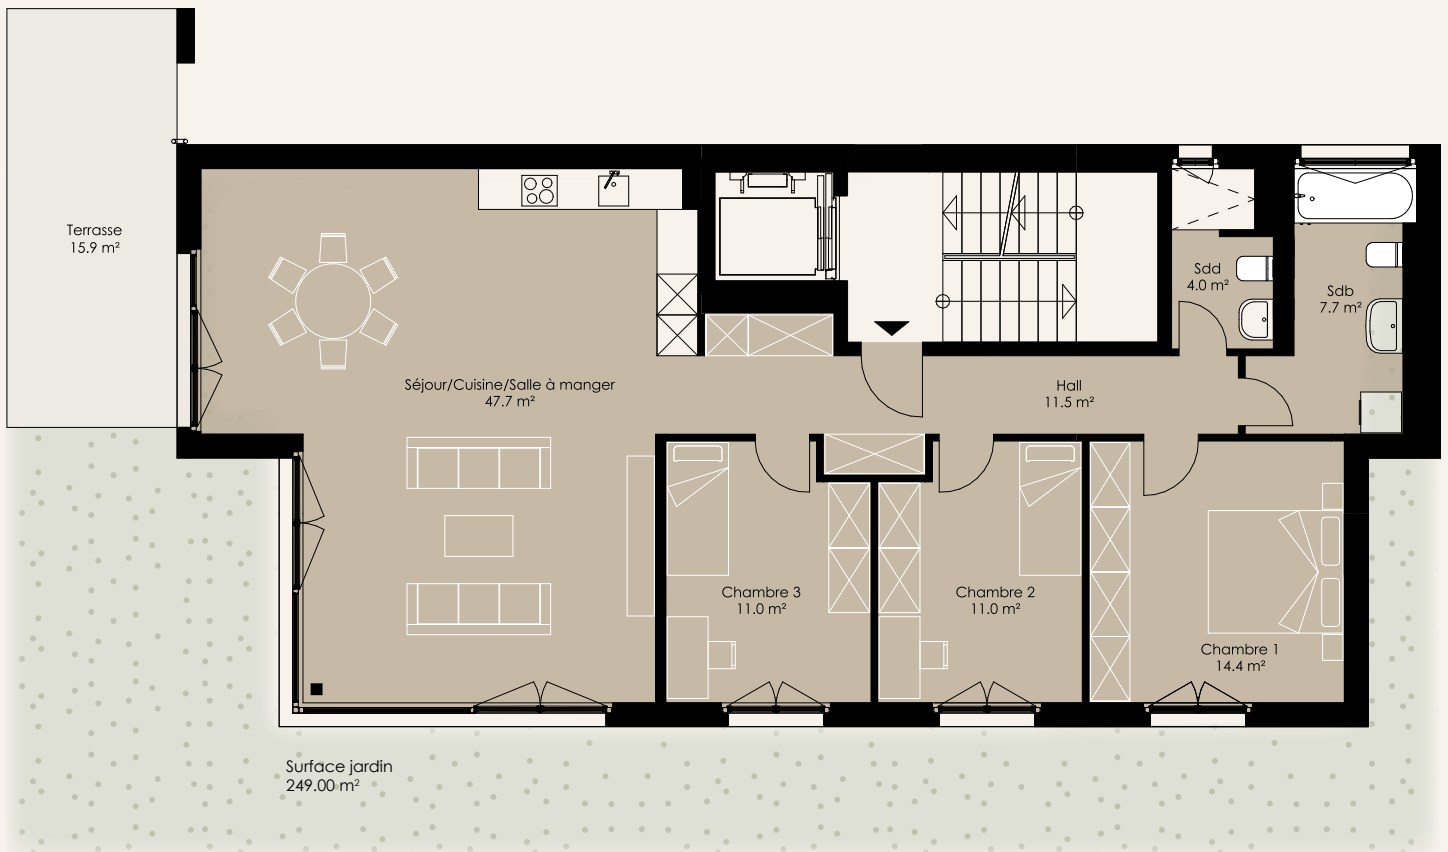 Terrasse
15.9 m²
Séjour/Cuisine/Salle à manger
47.7 m²
Hall
11.5 m²
Sdd
4.0 m²
Sdb
7.7 m²
Chambre 3
11.0 m²
Chambre 2
11.0 m²
Chambre 1
14.4 m²
Surface jardin
249.00 m²